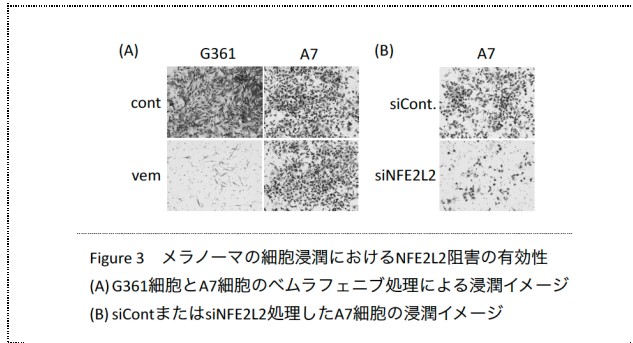 (A) G361 A7 (B) A7
cont siCont.
vem siNFE2L2
Figure 3 メラノーマの細胞浸潤におけるNFE2L2阻害の有効性
(A) G361細胞とA7細胞のベムラフェニブ処理による浸潤イメージ
(B) siContまたはsiNFE2L2処理したA7細胞の浸潤イメージ